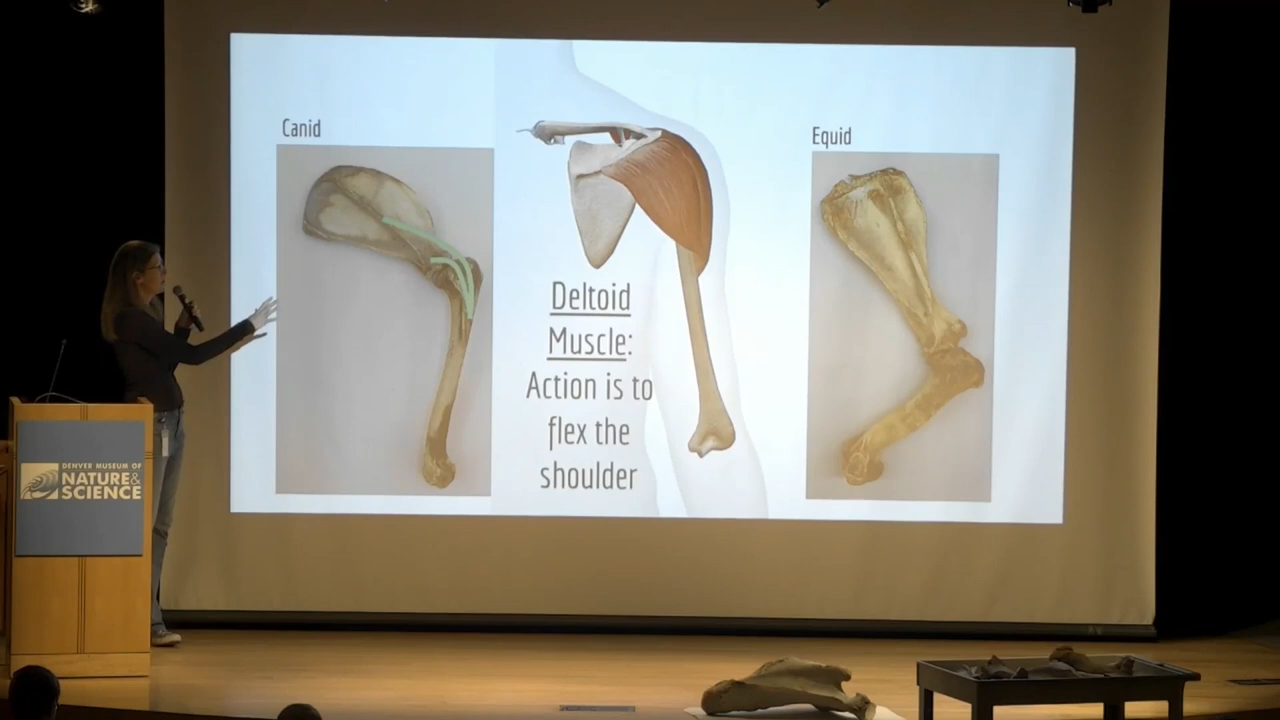 Canid
Equid
Deltoid
Muscle:
Action is to
flex the
shoulder
DENVER MUSEUM OF
NATURE &
SCIENCE